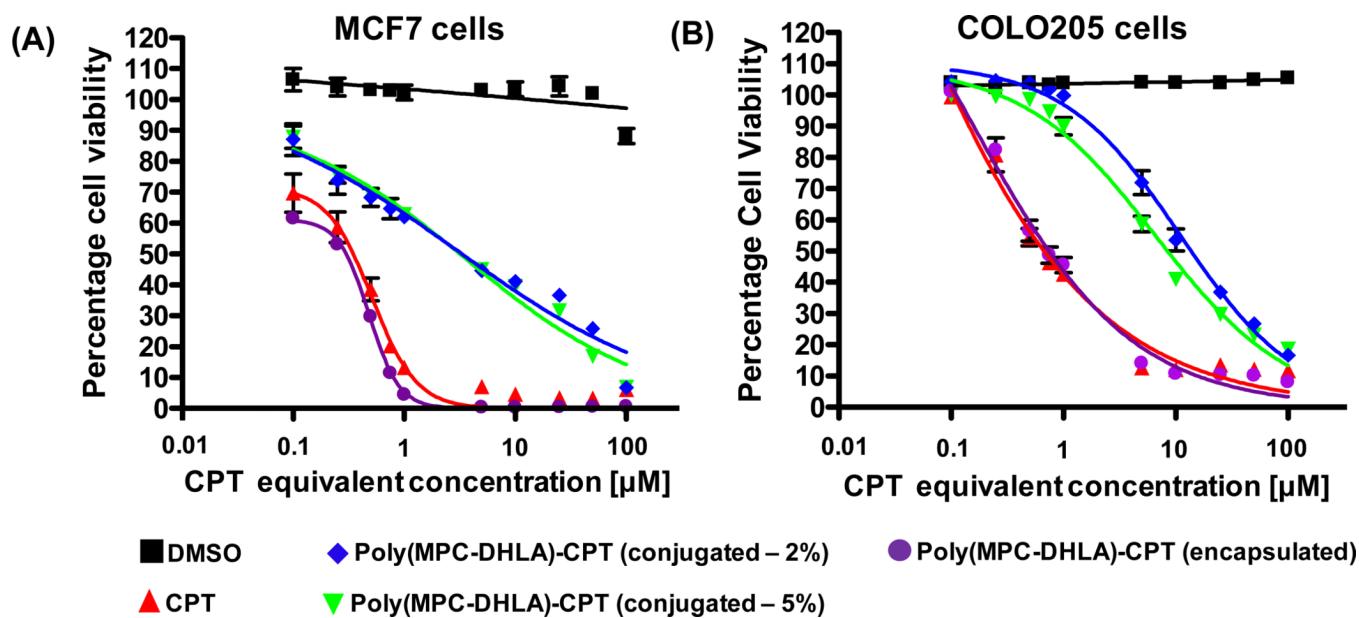 (A)
MCF7 cells
Percentage cell viability
120
110
100
90
80
70
60
50
40
30
20
10
0
0.01
0.1
1
10
100
CPT equivalent concentration [µM]
(B)
COLO205 cells
Percentage Cell Viability
120
110
100
90
80
70
60
50
40
30
20
10
0
0.01
0.1
1
10
100
CPT equivalent concentration [µM]
DMSO
Poly(MPC-DHLA)-CPT (conjugated – 2%)
Poly(MPC-DHLA)-CPT (encapsulated)
CPT
Poly(MPC-DHLA)-CPT (conjugated – 5%)